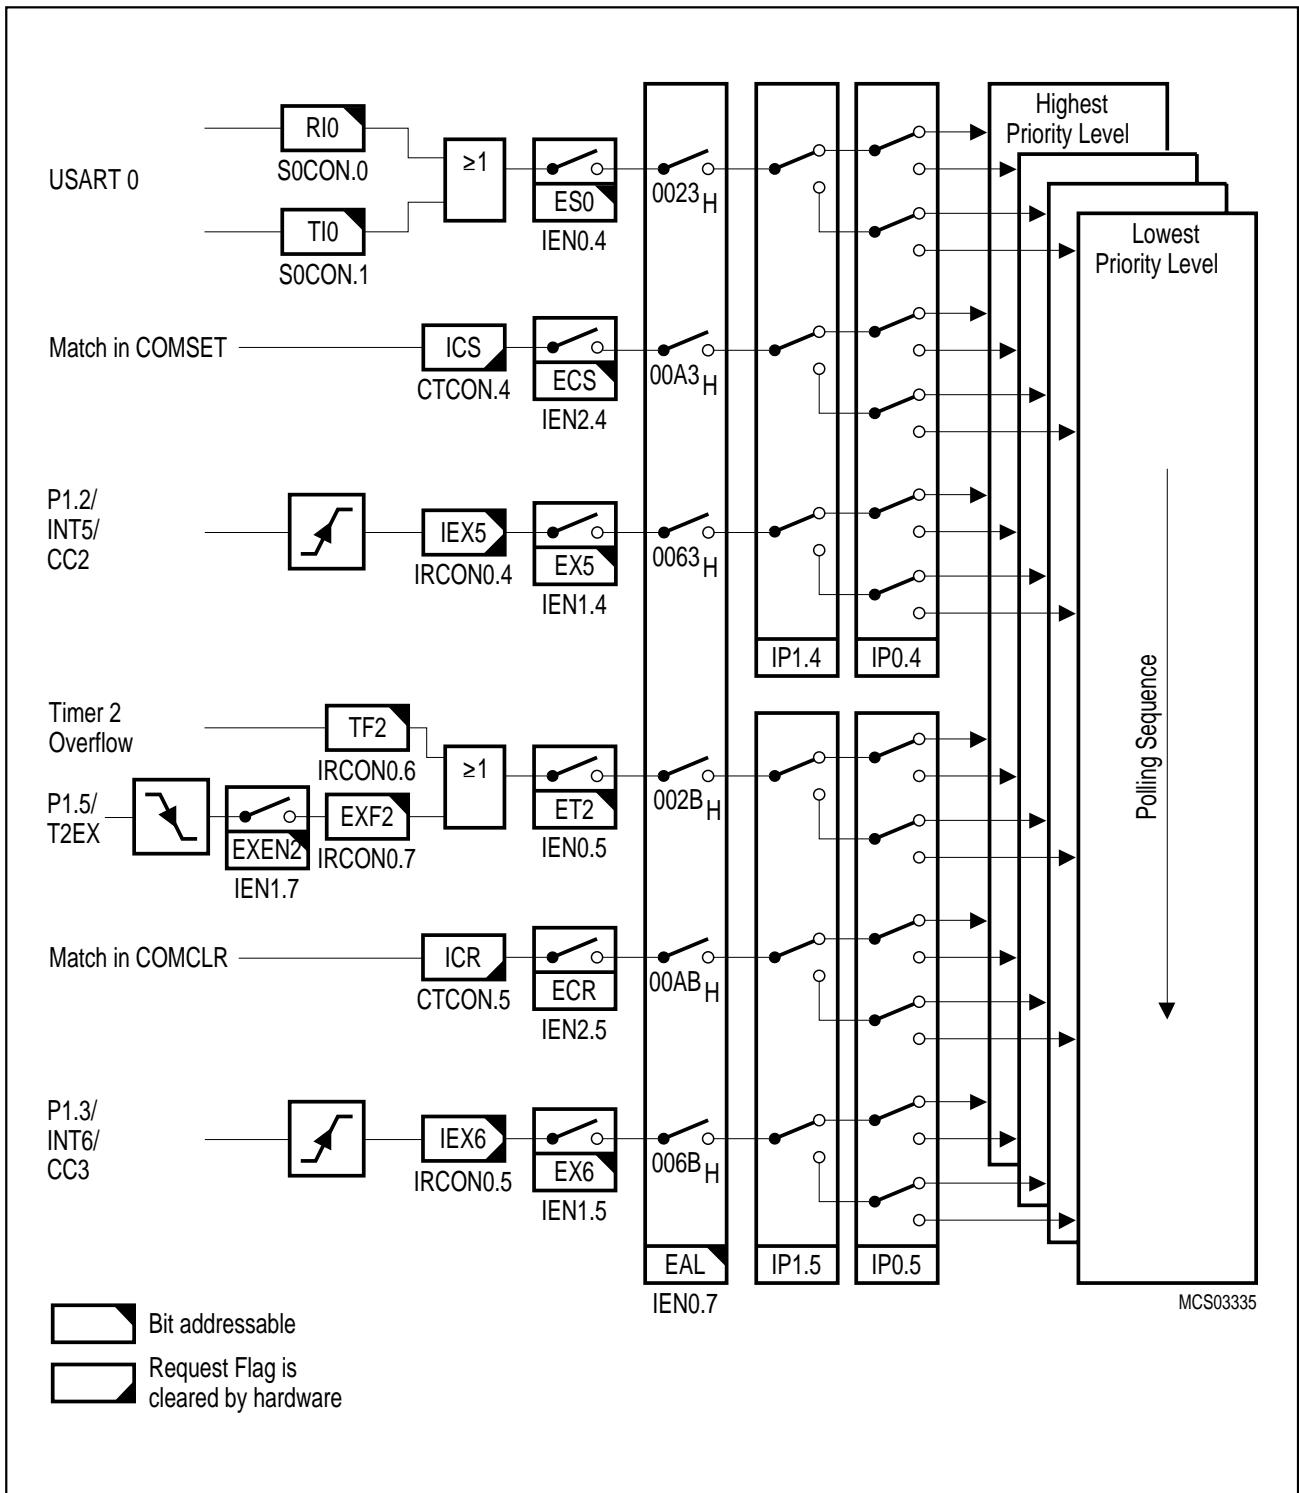 Highest
Priority Level
Lowest
Priority Level
USART 0
RI0
S0CON.0
TI0
S0CON.1
≥1
ES0
IEN0.4
0023H
Match in COMSET
ICS
CTCON.4
ECS
IEN2.4
00A3H
P1.2/
INT5/
CC2
IEX5
IRCON0.4
EX5
IEN1.4
0063H
IP1.4
IP0.4
Timer 2
Overflow
TF2
IRCON0.6
P1.5/
T2EX
EXEN2
IEN1.7
EXF2
IRCON0.7
≥1
ET2
IEN0.5
002BH
Polling Sequence
Match in COMCLR
ICR
CTCON.5
ECR
IEN2.5
00ABH
P1.3/
INT6/
CC3
IEX6
IRCON0.5
EX6
IEN1.5
006BH
EAL
IEN0.7
IP1.5
IP0.5
MCS03335
Bit addressable
Request Flag is
cleared by hardware